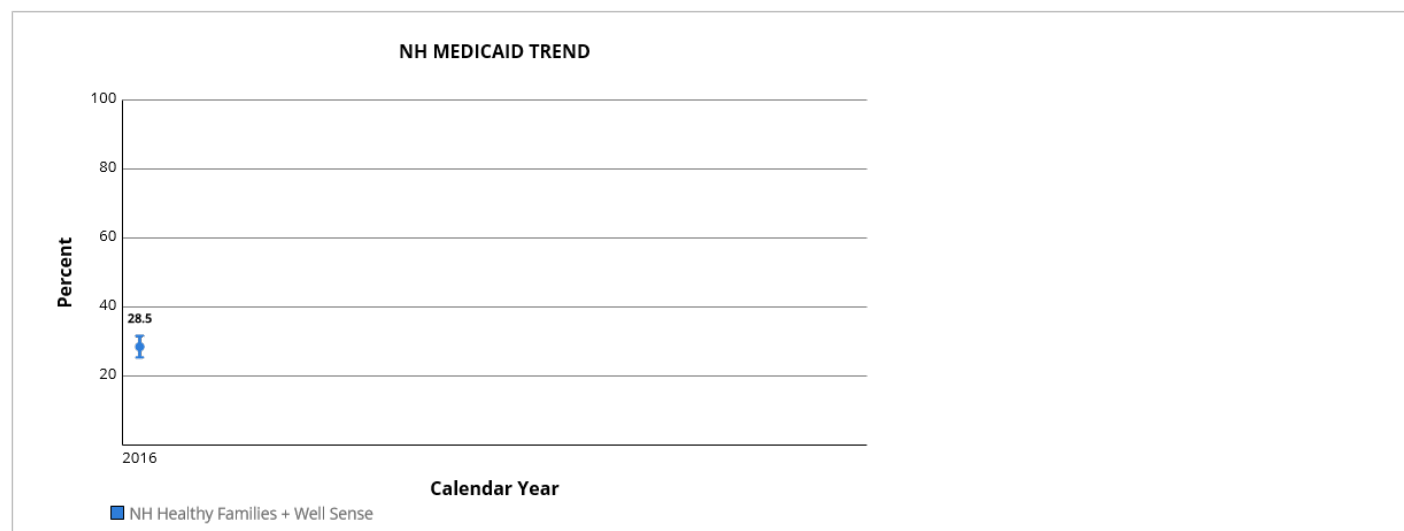 NH MEDICAID TREND
100
80
60
Percent
40
28.5
20
2016
Calendar Year
NH Healthy Families + Well Sense